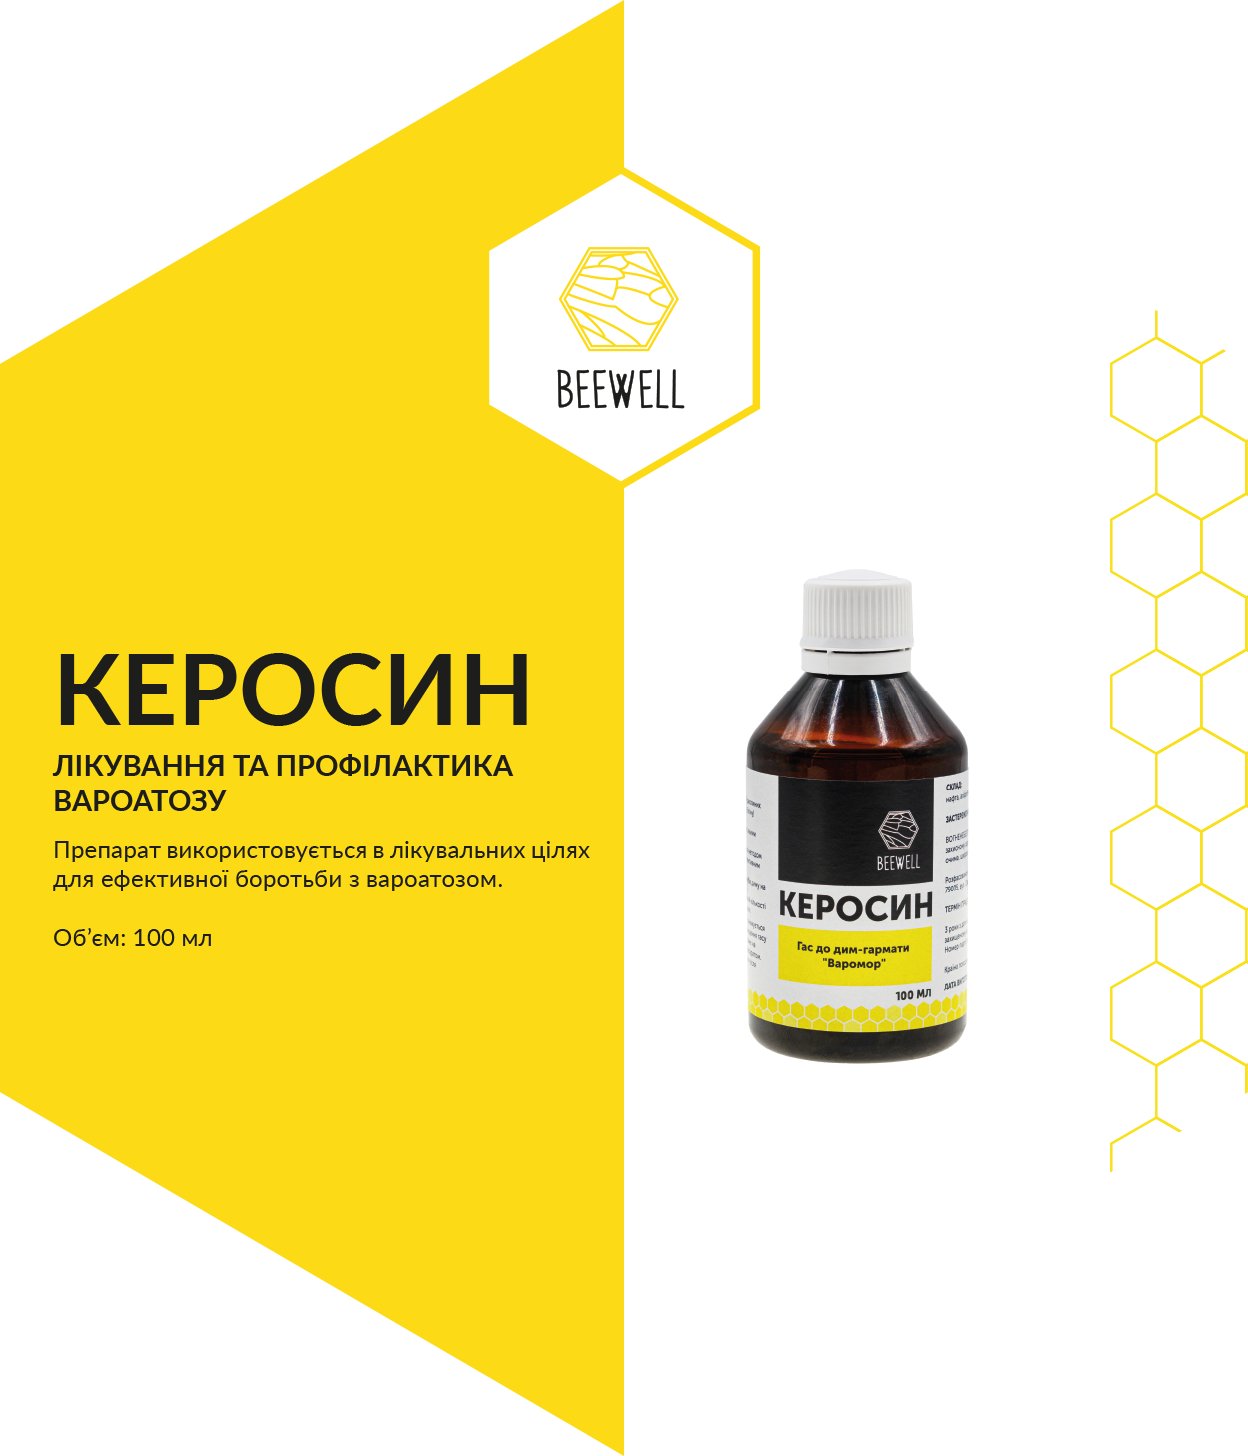 BEEWELL
КЕРОСИН
ЛІКУВАННЯ ТА ПРОФІЛАКТИКА
ВАРОАТОЗУ
Препарат використовується в лікувальних цілях
для ефективної боротьби з вароатозом.
Об’єм: 100 мл
BEEWELL
КЕРОСИН
Гас до дим-гармати
"Варомор"
100 МЛ
СКЛАД: